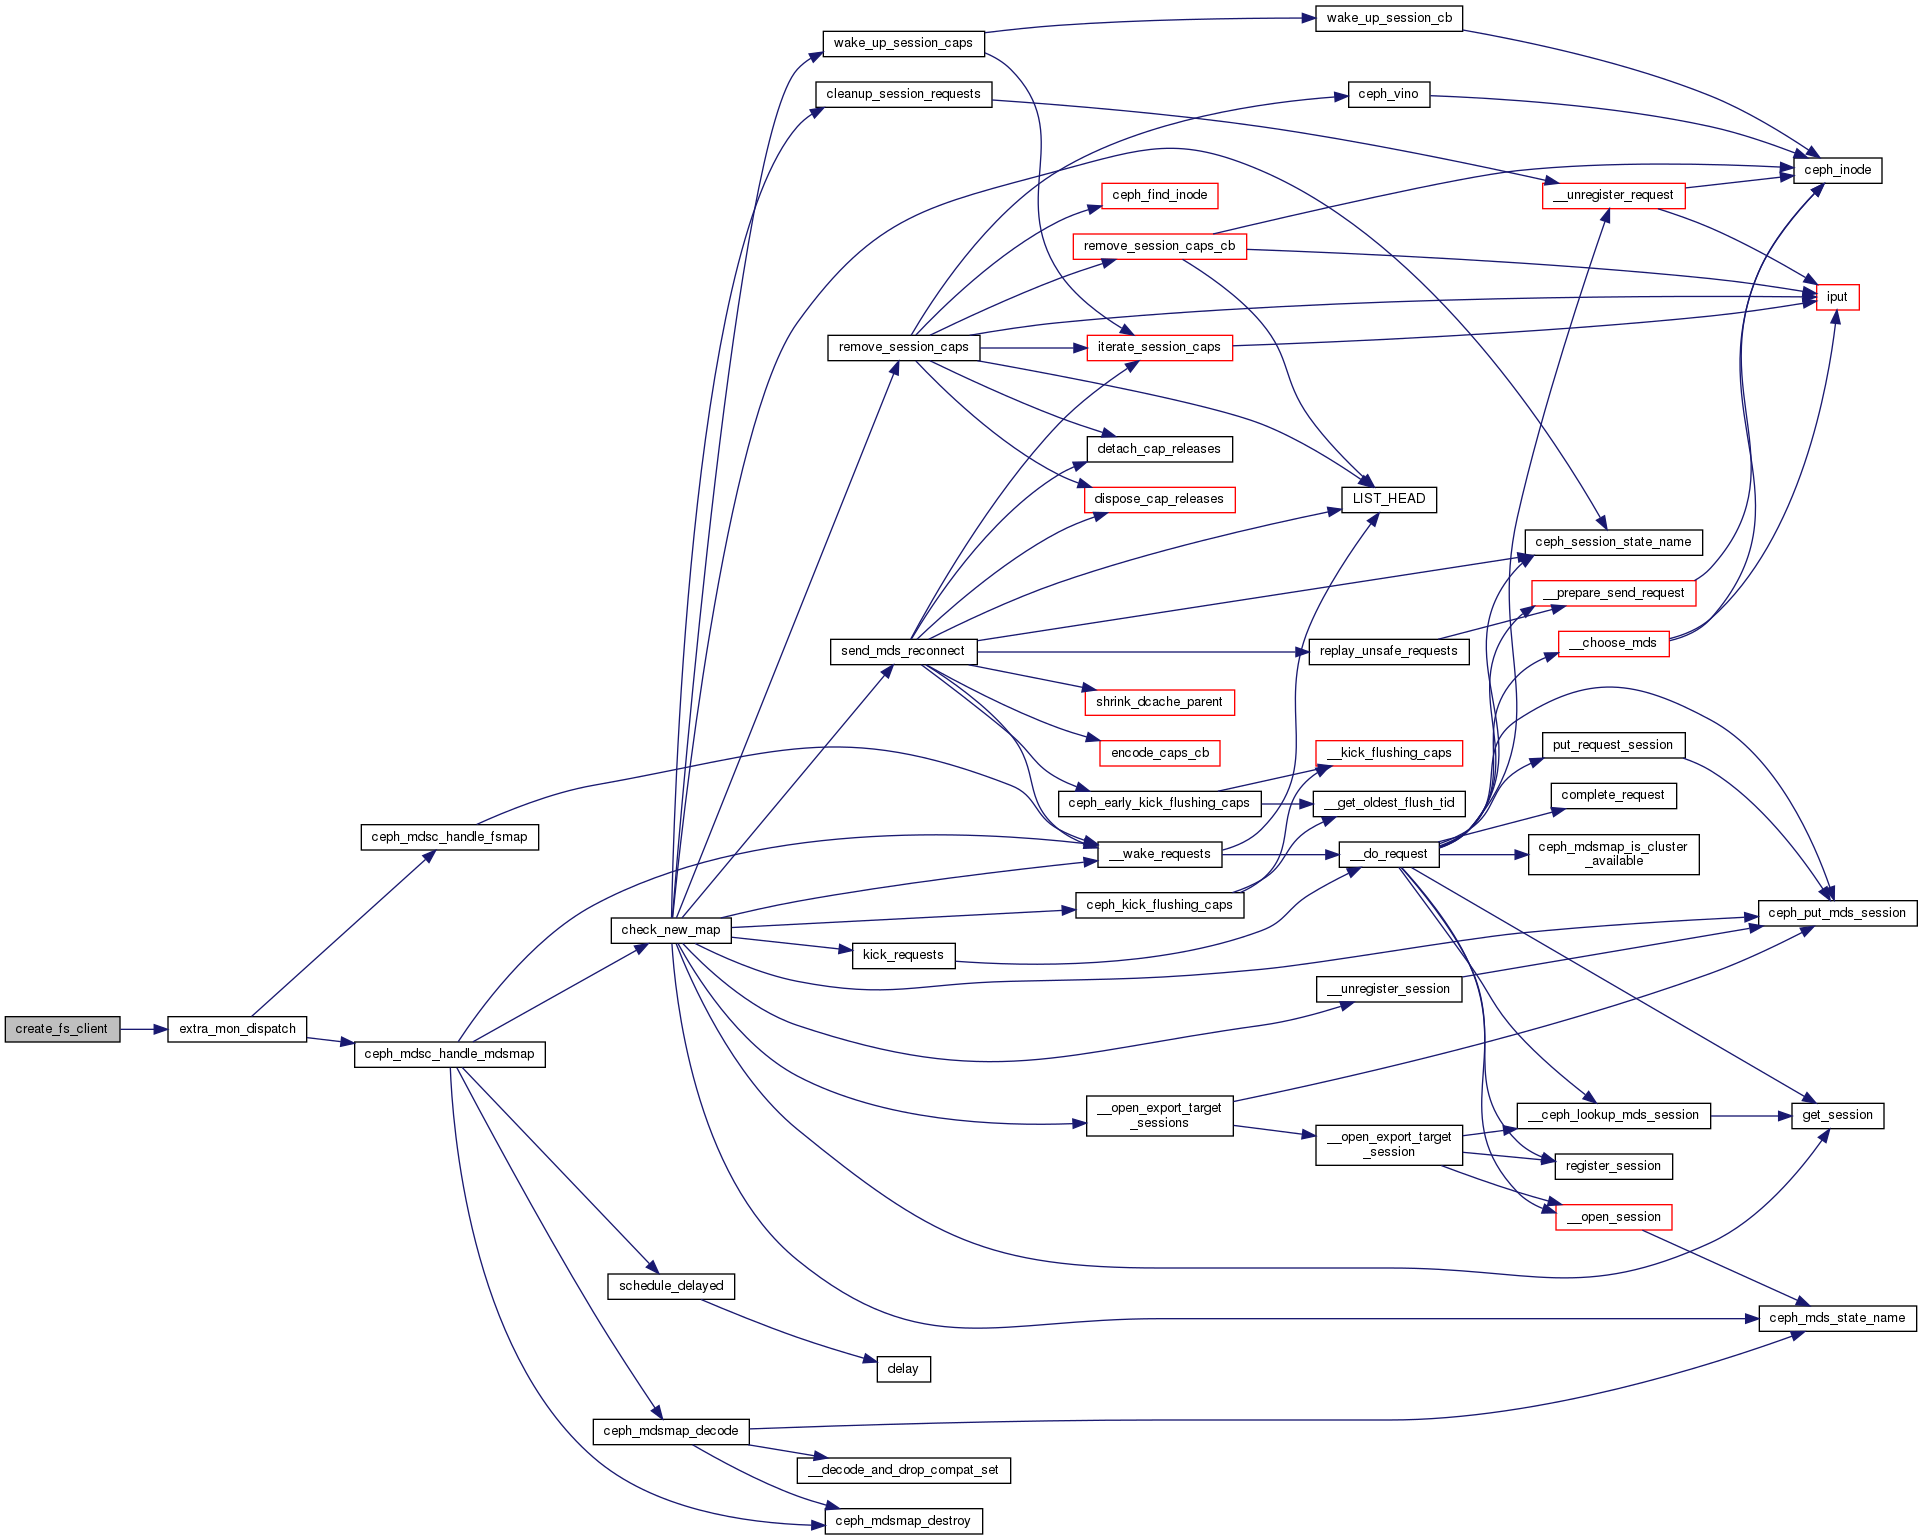 wake_up_session_cb
wake_up_session_caps
cleanup_session_requests
ceph_vino
ceph_inode
ceph_find_inode
__unregister_request
remove_session_caps_cb
iput
remove_session_caps
iterate_session_caps
detach_cap_releases
dispose_cap_releases
LIST_HEAD
ceph_session_state_name
__prepare_send_request
send_mds_reconnect
replay_unsafe_requests
__choose_mds
shrink_dcache_parent
encode_caps_cb
__kick_flushing_caps
put_request_session
ceph_early_kick_flushing_caps
__get_oldest_flush_tid
complete_request
ceph_mdsc_handle_fsmap
__wake_requests
__do_request
ceph_mdsmap_is_cluster
_available
ceph_kick_flushing_caps
ceph_put_mds_session
check_new_map
kick_requests
__unregister_session
create_fs_client
extra_mon_dispatch
ceph_mdsc_handle_mdsmap
__open_export_target
_sessions
__ceph_lookup_mds_session
get_session
__open_export_target
_session
register_session
__open_session
schedule_delayed
ceph_mds_state_name
delay
ceph_mdsmap_decode
__decode_and_drop_compat_set
ceph_mdsmap_destroy